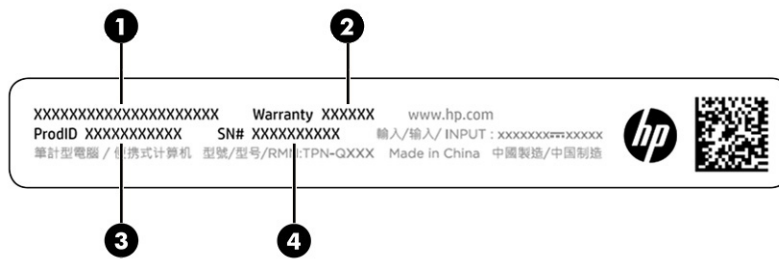 1
2
XXXXXXXXXXXXXXXXXXXXX Warranty XXXXXX www.hp.com
ProdID XXXXXXXXXXX SN# XXXXXXXXXX 輸入/输入/ INPUT : xxxxxxxx⎓xxxxx
筆計型電腦 / 便携式计算机 型號/型号/RMN:TPN-QXXX Made in China 中國製造/中国制造
hp
3
4